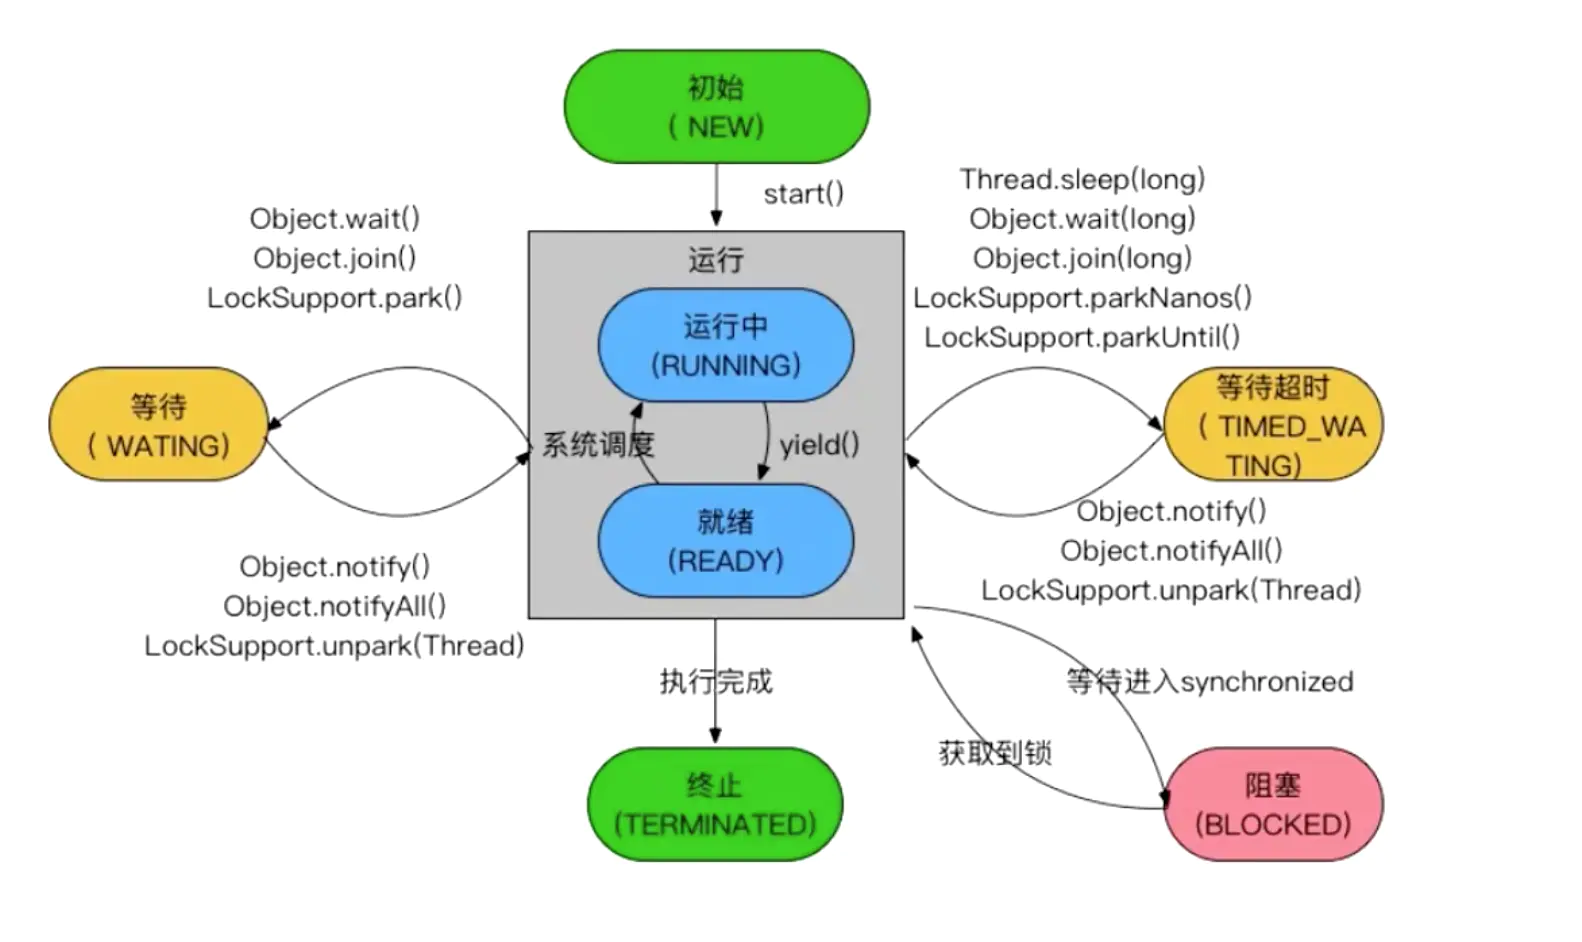 初始
( NEW)
start()
Object.wait()
Object.join()
LockSupport.park()
Thread.sleep(long)
Object.wait(long)
Object.join(long)
LockSupport.parkNanos()
LockSupport.parkUntil()
运行
运行中
(RUNNING)
等待
( WATING)
等待超时
( TIMED_WA
TING)
系统调度
yield()
就绪
(READY)
Object.notify()
Object.notifyAll()
LockSupport.unpark(Thread)
Object.notify()
Object.notifyAll()
LockSupport.unpark(Thread)
执行完成
等待进入synchronized
获取到锁
终止
(TERMINATED)
阻塞
(BLOCKED)